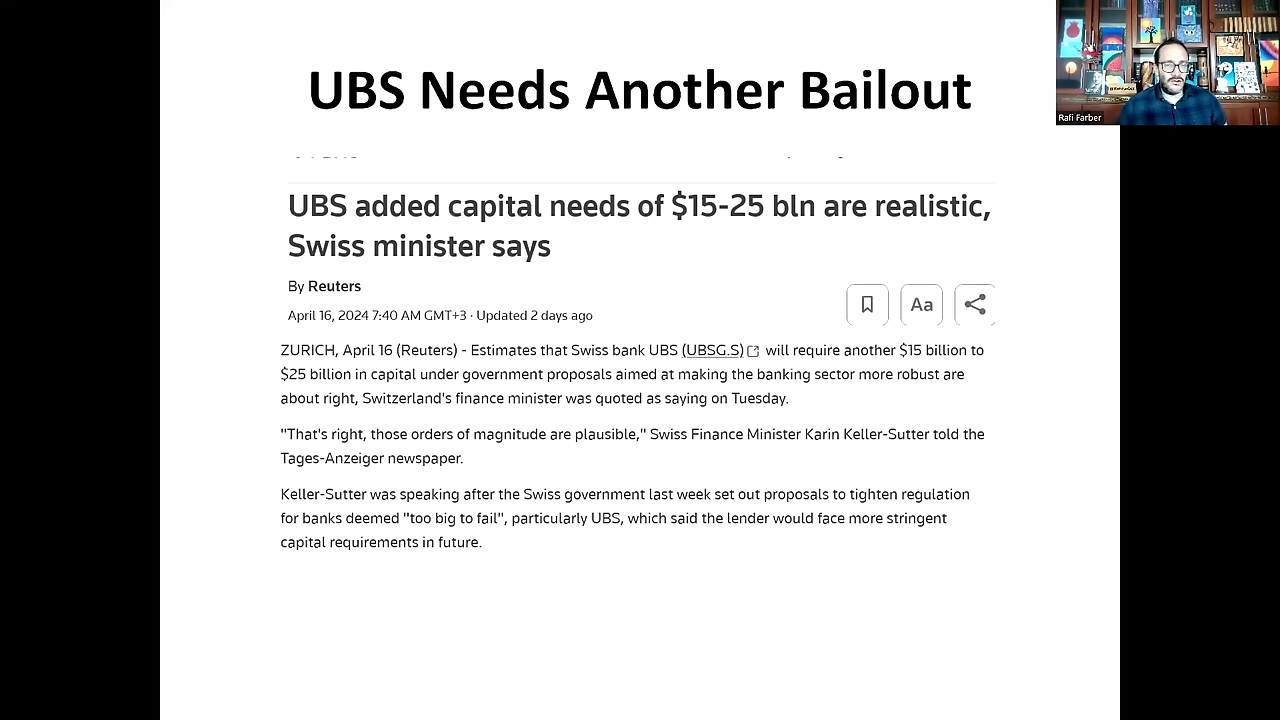 UBS Needs Another Bailout
UBS added capital needs of $15-25 bln are realistic,
Swiss minister says
By Reuters
April 16, 2024 7:40 AM GMT+3 · Updated 2 days ago
Aa
ZURICH, April 16 (Reuters) - Estimates that Swiss bank UBS (UBSG.S) will require another $15 billion to
$25 billion in capital under government proposals aimed at making the banking sector more robust are
about right, Switzerland's finance minister was quoted as saying on Tuesday.
"That's right, those orders of magnitude are plausible," Swiss Finance Minister Karin Keller-Sutter told the
Tages-Anzeiger newspaper.
Keller-Sutter was speaking after the Swiss government last week set out proposals to tighten regulation
for banks deemed "too big to fail", particularly UBS, which said the lender would face more stringent
capital requirements in future.
Rafi Farber